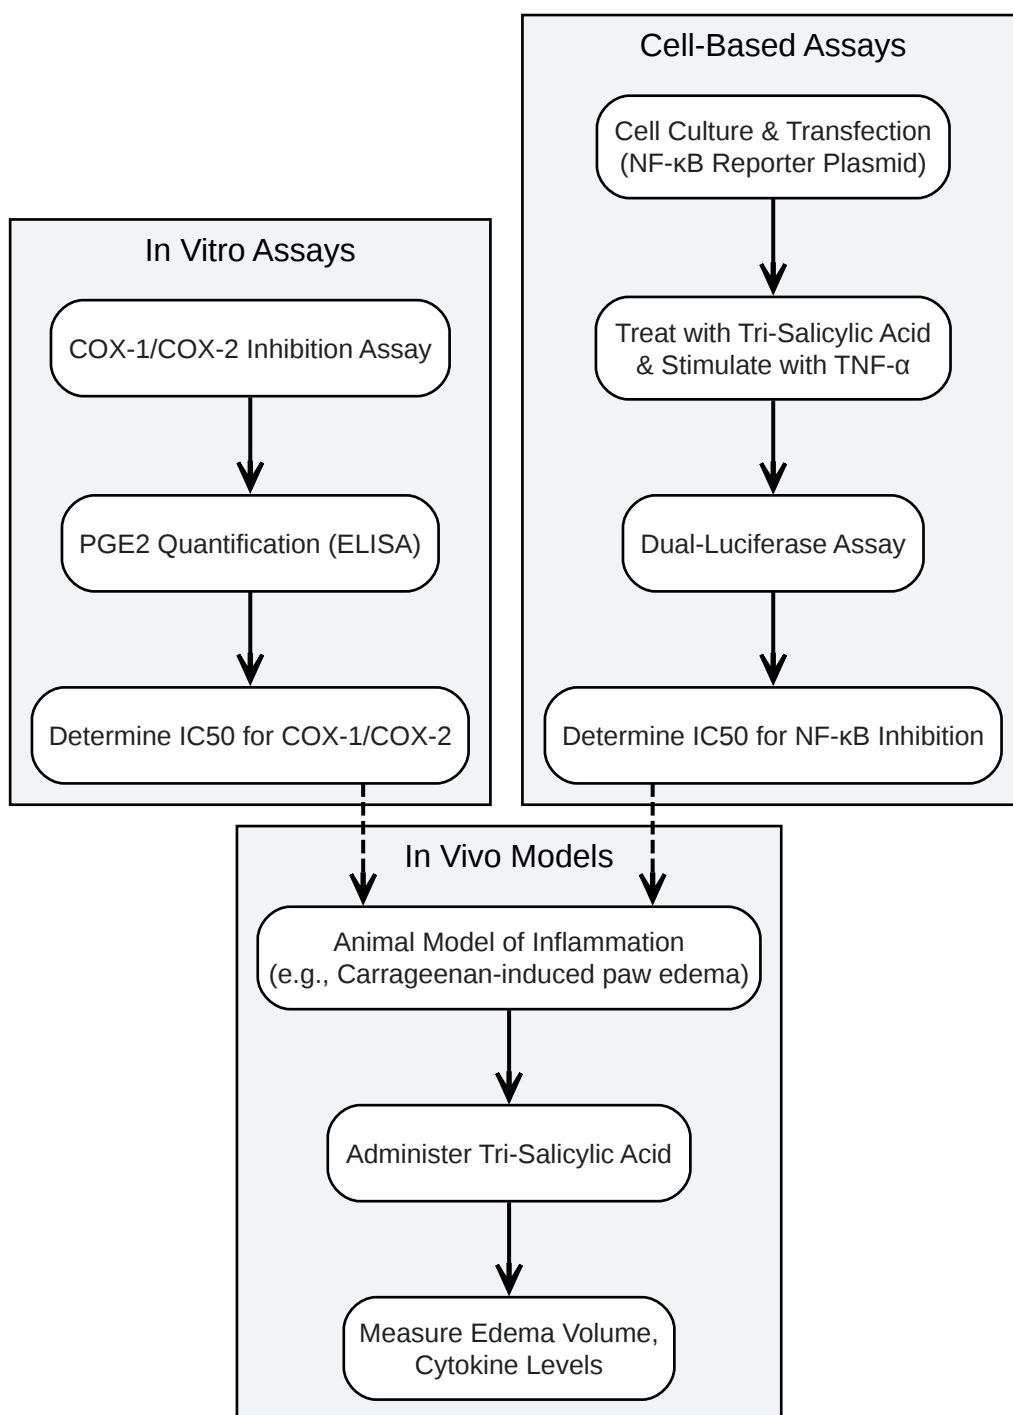 In Vitro Assays
COX-1/COX-2 Inhibition Assay
PGE2 Quantification (ELISA)
Determine IC50 for COX-1/COX-2
Cell-Based Assays
Cell Culture & Transfection
(NF-κB Reporter Plasmid)
Treat with Tri-Salicylic Acid
& Stimulate with TNF-α
Dual-Luciferase Assay
Determine IC50 for NF-κB Inhibition
In Vivo Models
Animal Model of Inflammation
(e.g., Carrageenan-induced paw edema)
Administer Tri-Salicylic Acid
Measure Edema Volume,
Cytokine Levels